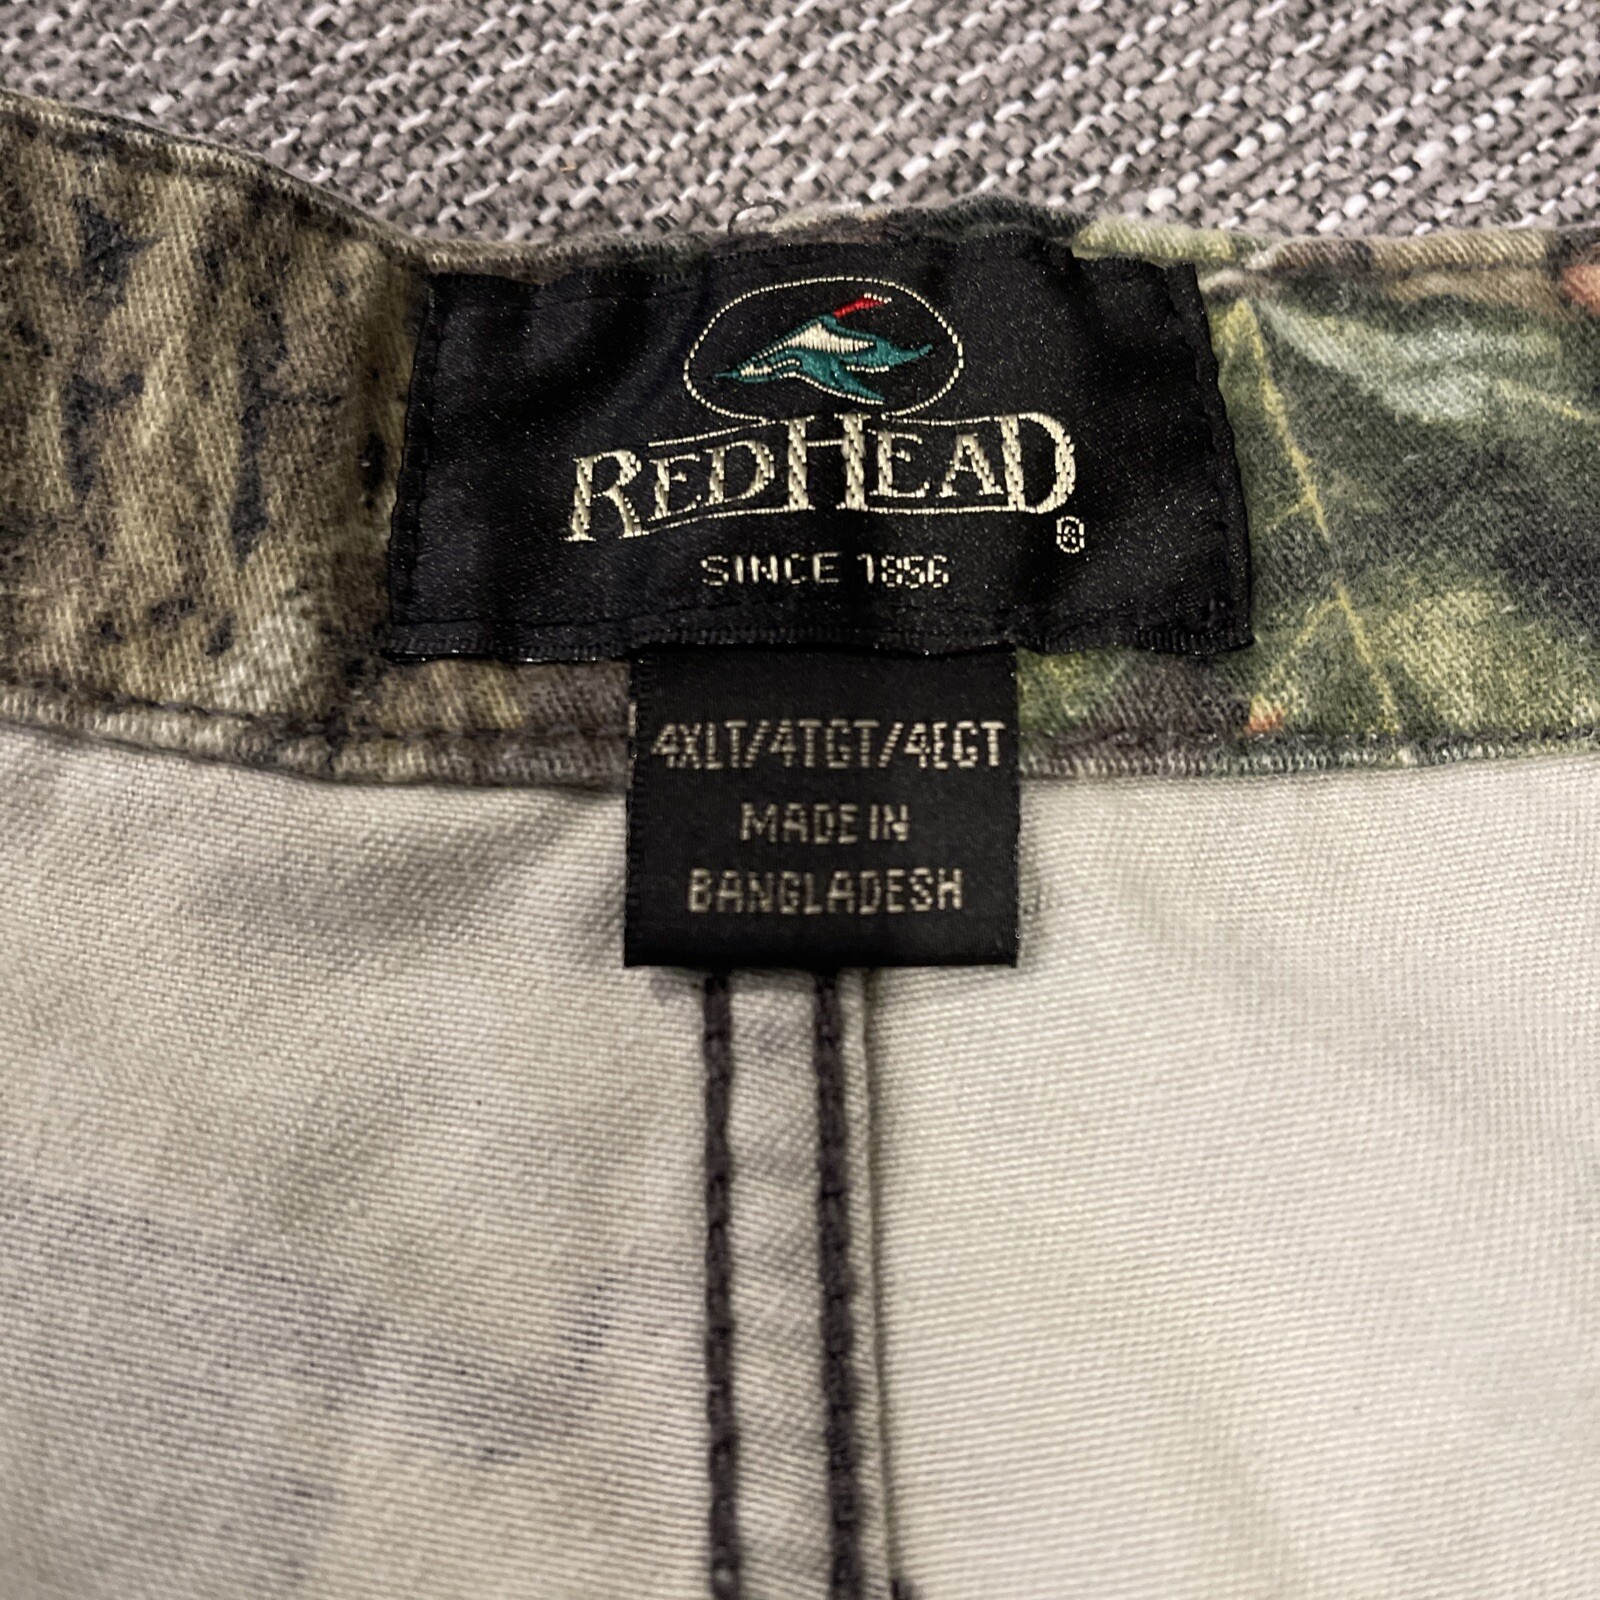 REDHEAD®
SINCE 1856
4XLT/4TGT/4EGT
MADE IN
BANGLADESH